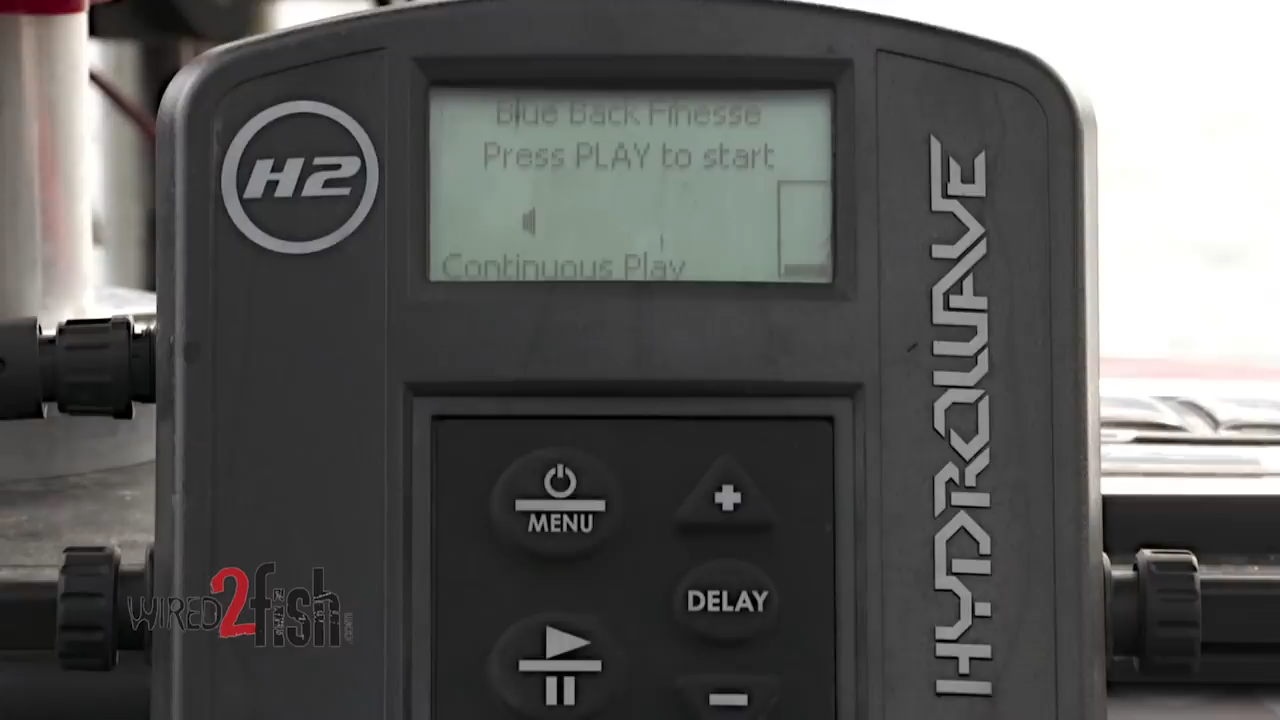 H2
Blue Back Finesse
Press PLAY to start
Continuous Play
HYDROWAVE
MENU
DELAY
WIRED2fish
.com